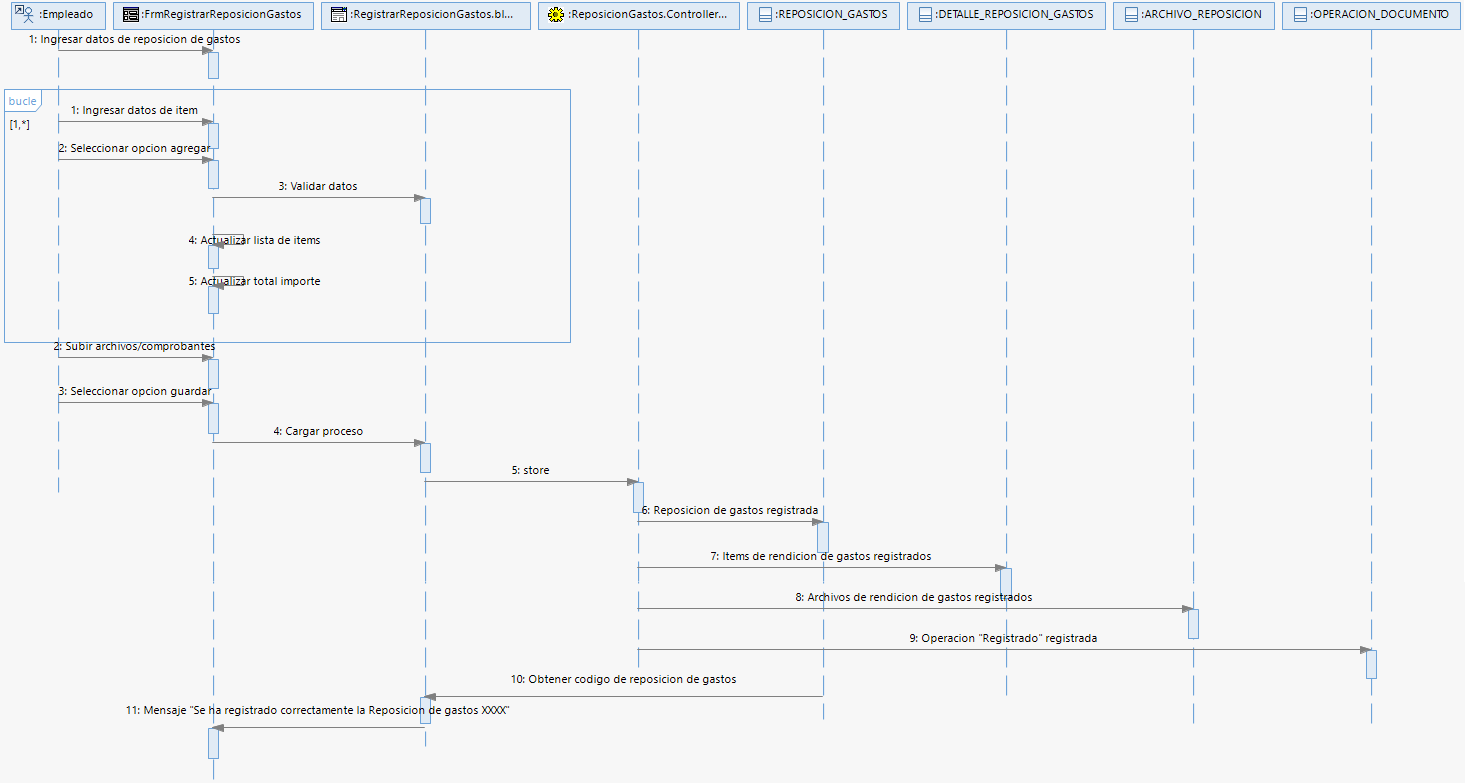 :Empleado
:FrmRegistrarReposicionGastos
:RegistrarReposicionGastos.bl...
:ReposicionGastos.Controller...
:REPOSICION_GASTOS
:DETALLE_REPOSICION_GASTOS
:ARCHIVO_REPOSICION
:OPERACION_DOCUMENTO
1: Ingresar datos de reposicion de gastos
bucle
[1,*]
1: Ingresar datos de item
2: Seleccionar opcion agregar
3: Validar datos
4: Actualizar lista de items
5: Actualizar total importe
2: Subir archivos/comprobantes
3: Seleccionar opcion guardar
4: Cargar proceso
5: store
6: Reposicion de gastos registrada
7: Items de rendicion de gastos registrados
8: Archivos de rendicion de gastos registrados
9: Operacion "Registrado" registrada
10: Obtener codigo de reposicion de gastos
11: Mensaje "Se ha registrado correctamente la Reposicion de gastos XXXX"